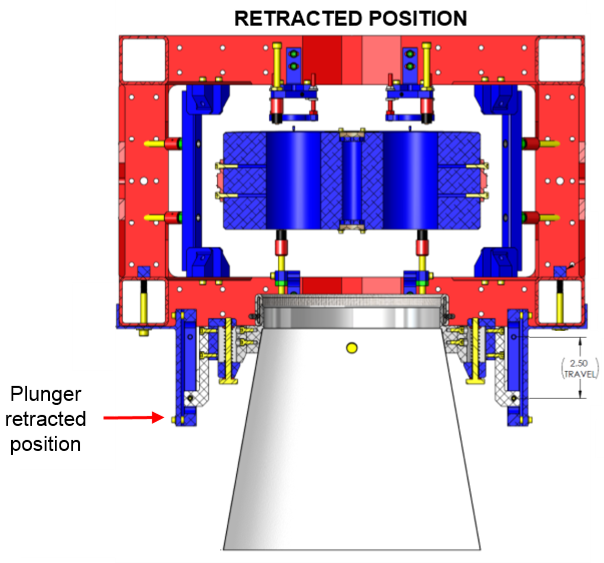 RETRACTED POSITION
2.50
TRAVEL
Plunger
retracted
position